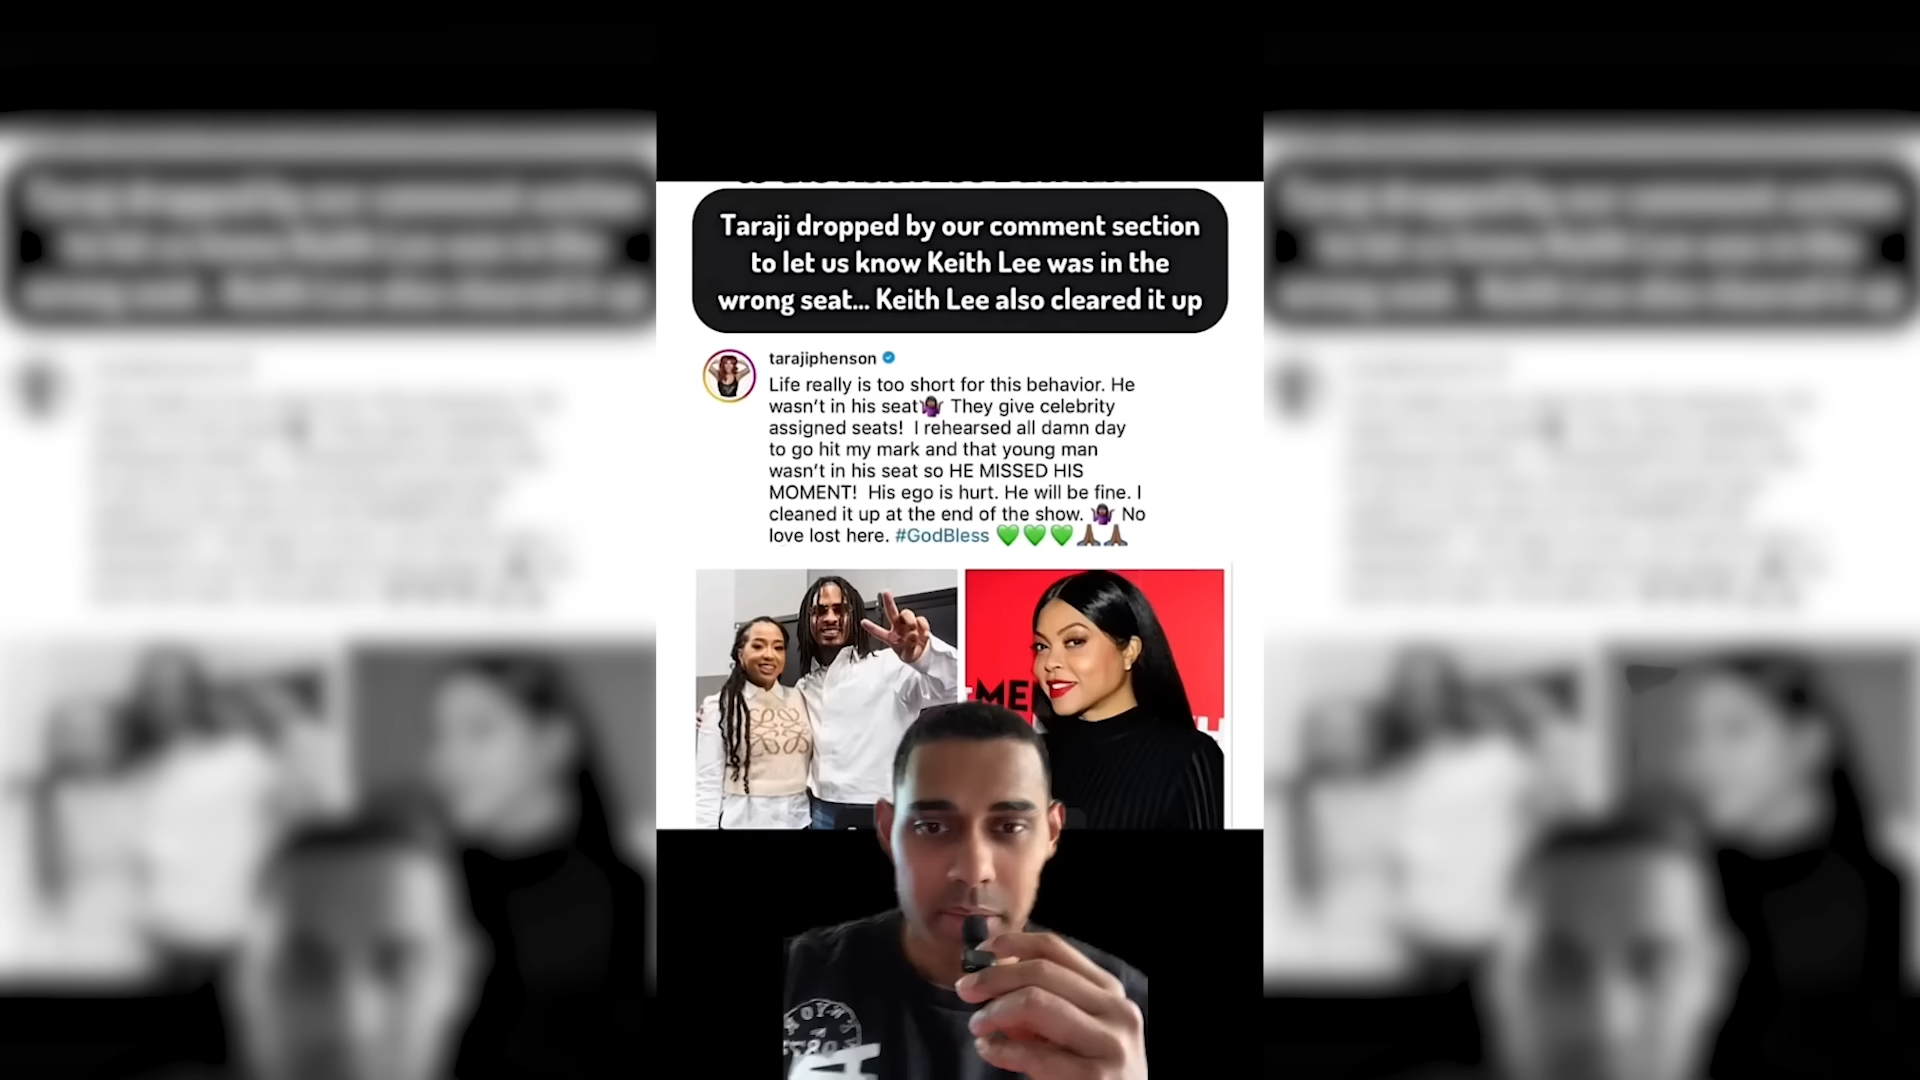 Taraji dropped by our comment section
to let us know Keith Lee was in the
wrong seat... Keith Lee also cleared it up
tarajiphenson
Life really is too short for this behavior. He
wasn't in his seat🤷🏾‍♀️ They give celebrity
assigned seats! I rehearsed all damn day
to go hit my mark and that young man
wasn't in his seat so HE MISSED HIS
MOMENT! His ego is hurt. He will be fine. I
cleaned it up at the end of the show. 🤷🏾‍♀️ No
love lost here. #GodBless 💚💚💚🙏🏾🙏🏾